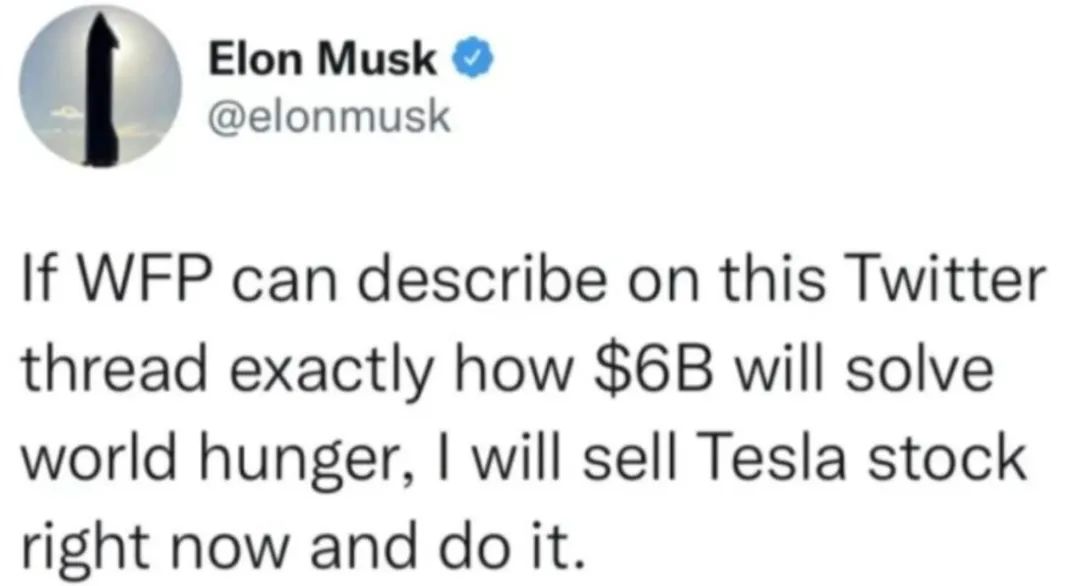 Elon Musk
@elonmusk
If WFP can describe on this Twitter
thread exactly how $6B will solve
world hunger, I will sell Tesla stock
right now and do it.